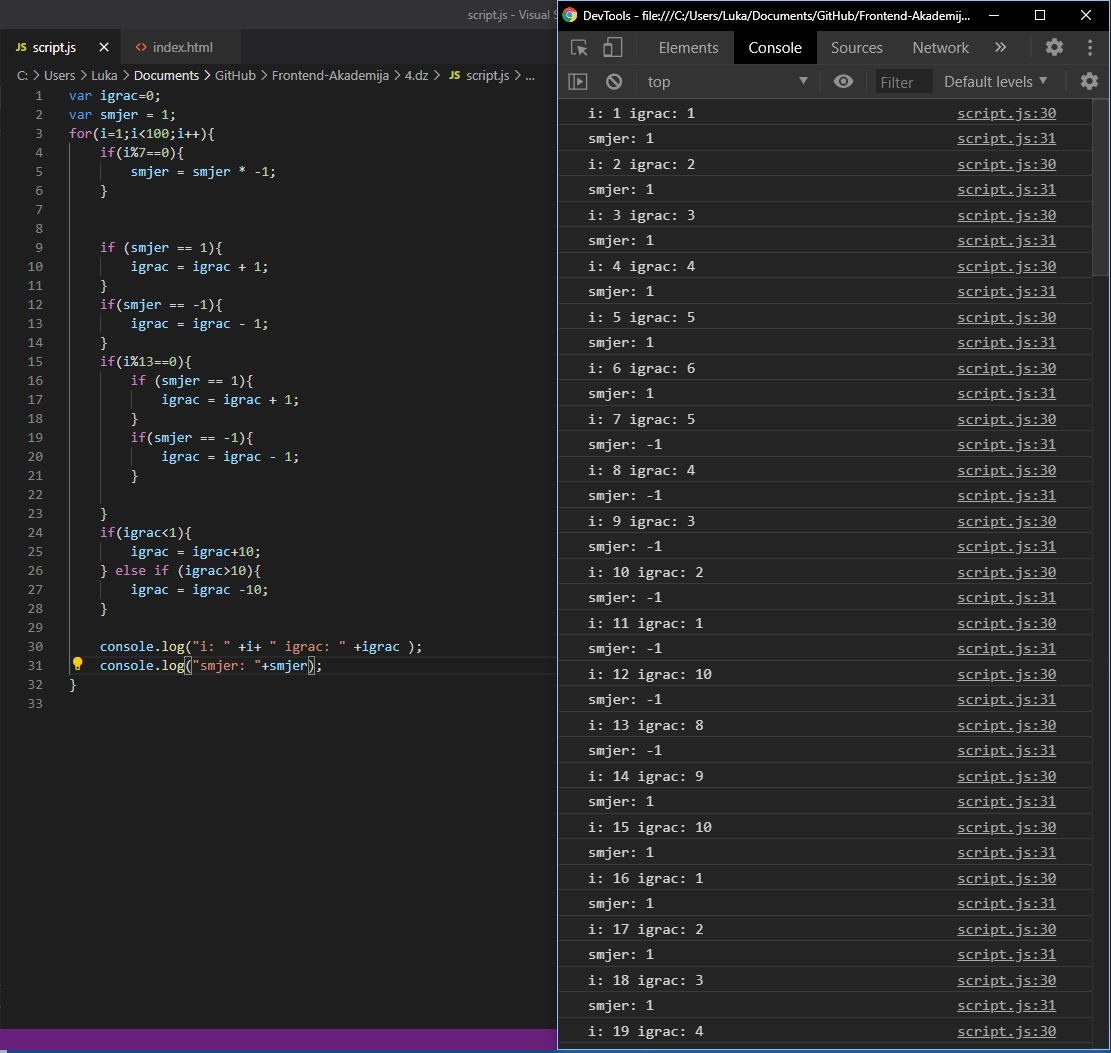 script.js - Visual S
JS script.js ×
<> index.html
C: > Users > Luka > Documents > GitHub > Frontend-Akademija > 4.dz > JS script.js > ...
1 var igrac=0;
2 var smjer = 1;
3 for(i=1;i<100;i++){
4 if(i%7==0){
5 smjer = smjer * -1;
6 }
7
8
9 if (smjer == 1){
10 igrac = igrac + 1;
11 }
12 if(smjer == -1){
13 igrac = igrac - 1;
14 }
15 if(i%13==0){
16 if (smjer == 1){
17 igrac = igrac + 1;
18 }
19 if(smjer == -1){
20 igrac = igrac - 1;
21 }
22
23 }
24 if(igrac<1){
25 igrac = igrac+10;
26 } else if (igrac>10){
27 igrac = igrac -10;
28 }
29
30 console.log("i: " +i+ " igrac: " +igrac );
31 console.log("smjer: "+smjer);
32 }
33
DevTools - file:///C:/Users/Luka/Documents/GitHub/Frontend-Akademij...
Elements Console Sources Network »
top Filter Default levels
i: 1 igrac: 1 script.js:30
smjer: 1 script.js:31
i: 2 igrac: 2 script.js:30
smjer: 1 script.js:31
i: 3 igrac: 3 script.js:30
smjer: 1 script.js:31
i: 4 igrac: 4 script.js:30
smjer: 1 script.js:31
i: 5 igrac: 5 script.js:30
smjer: 1 script.js:31
i: 6 igrac: 6 script.js:30
smjer: 1 script.js:31
i: 7 igrac: 5 script.js:30
smjer: -1 script.js:31
i: 8 igrac: 4 script.js:30
smjer: -1 script.js:31
i: 9 igrac: 3 script.js:30
smjer: -1 script.js:31
i: 10 igrac: 2 script.js:30
smjer: -1 script.js:31
i: 11 igrac: 1 script.js:30
smjer: -1 script.js:31
i: 12 igrac: 10 script.js:30
smjer: -1 script.js:31
i: 13 igrac: 8 script.js:30
smjer: -1 script.js:31
i: 14 igrac: 9 script.js:30
smjer: 1 script.js:31
i: 15 igrac: 10 script.js:30
smjer: 1 script.js:31
i: 16 igrac: 1 script.js:30
smjer: 1 script.js:31
i: 17 igrac: 2 script.js:30
smjer: 1 script.js:31
i: 18 igrac: 3 script.js:30
smjer: 1 script.js:31
i: 19 igrac: 4 script.js:30